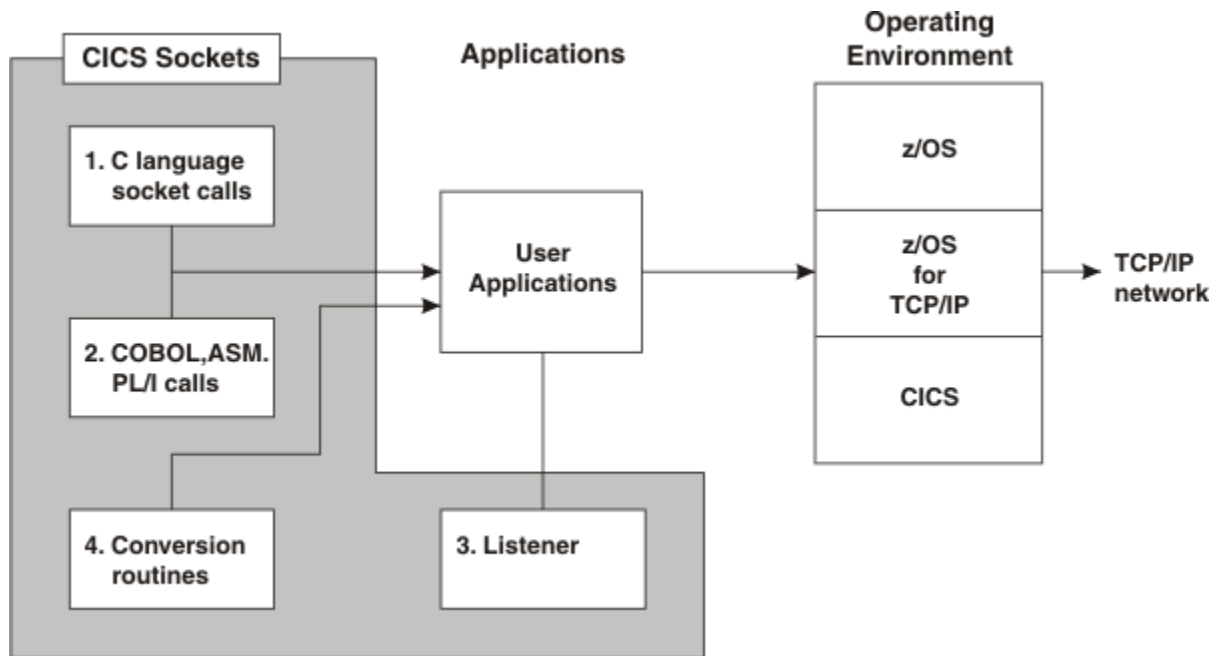 CICS Sockets
Applications
Operating
Environment
1. C language
socket calls
2. COBOL,ASM.
PL/I calls
4. Conversion
routines
3. Listener
User
Applications
z/OS
z/OS
for
TCP/IP
CICS
TCP/IP
network